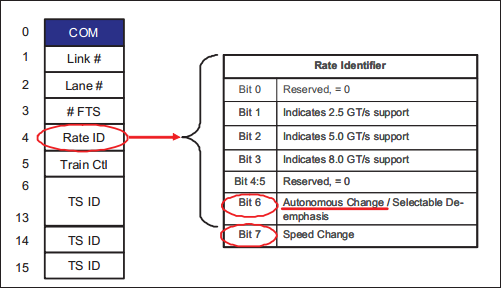 0 COM
1 Link #
2 Lane #
3 # FTS
4 Rate ID
5 Train Ctl
6
TS ID
13
14 TS ID
15 TS ID
Rate Identifier
Bit 0 Reserved, = 0
Bit 1 Indicates 2.5 GT/s support
Bit 2 Indicates 5.0 GT/s support
Bit 3 Indicates 8.0 GT/s support
Bit 4:5 Reserved, = 0
Bit 6 Autonomous Change / Selectable De-
emphasis
Bit 7 Speed Change